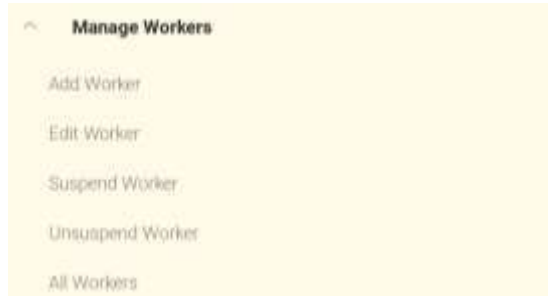 Manage Workers
Add Worker
Edit Worker
Suspend Worker
Unsuspend Worker
All Workers